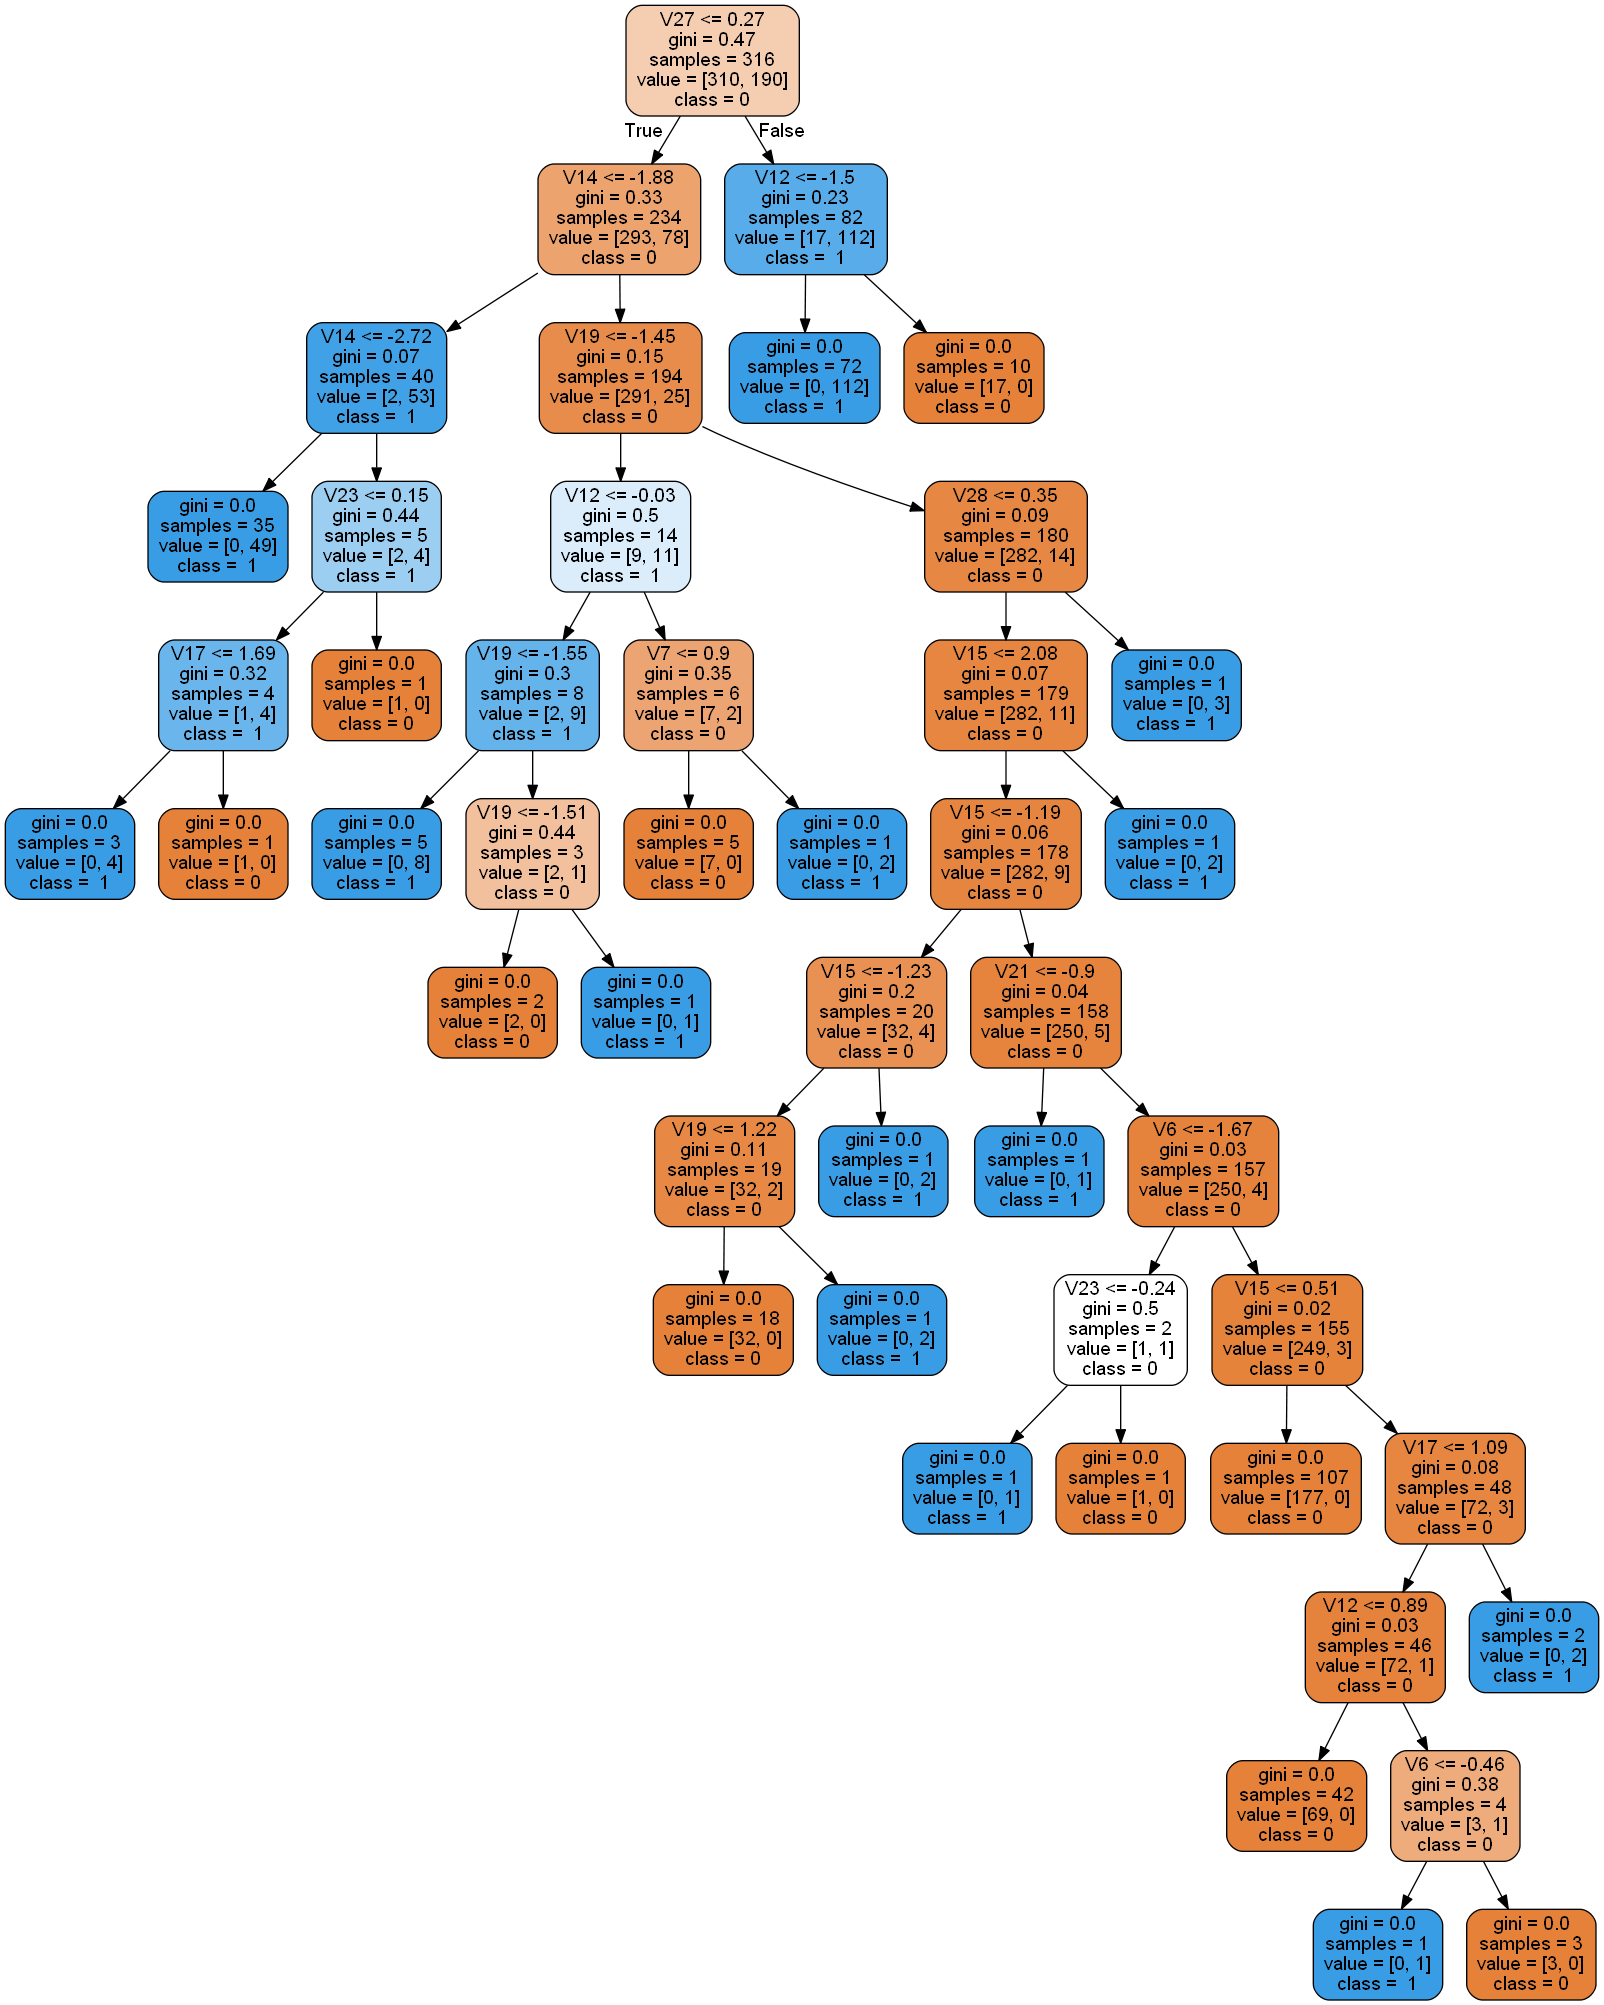 V27 <= 0.27
gini = 0.47
samples = 316
value = [310, 190]
class = 0
True
False
V14 <= -1.88
gini = 0.33
samples = 234
value = [293, 78]
class = 0
V12 <= -1.5
gini = 0.23
samples = 82
value = [17, 112]
class = 1
V14 <= -2.72
gini = 0.07
samples = 40
value = [2, 53]
class = 1
V19 <= -1.45
gini = 0.15
samples = 194
value = [291, 25]
class = 0
gini = 0.0
samples = 72
value = [0, 112]
class = 1
gini = 0.0
samples = 10
value = [17, 0]
class = 0
gini = 0.0
samples = 35
value = [0, 49]
class = 1
V23 <= 0.15
gini = 0.44
samples = 5
value = [2, 4]
class = 1
V12 <= -0.03
gini = 0.5
samples = 14
value = [9, 11]
class = 1
V28 <= 0.35
gini = 0.09
samples = 180
value = [282, 14]
class = 0
V17 <= 1.69
gini = 0.32
samples = 4
value = [1, 4]
class = 1
gini = 0.0
samples = 1
value = [1, 0]
class = 0
V19 <= -1.55
gini = 0.3
samples = 8
value = [2, 9]
class = 1
V7 <= 0.9
gini = 0.35
samples = 6
value = [7, 2]
class = 0
V15 <= 2.08
gini = 0.07
samples = 179
value = [282, 11]
class = 0
gini = 0.0
samples = 1
value = [0, 3]
class = 1
gini = 0.0
samples = 3
value = [0, 4]
class = 1
gini = 0.0
samples = 1
value = [1, 0]
class = 0
gini = 0.0
samples = 5
value = [0, 8]
class = 1
V19 <= -1.51
gini = 0.44
samples = 3
value = [2, 1]
class = 0
gini = 0.0
samples = 5
value = [7, 0]
class = 0
gini = 0.0
samples = 1
value = [0, 2]
class = 1
V15 <= -1.19
gini = 0.06
samples = 178
value = [282, 9]
class = 0
gini = 0.0
samples = 1
value = [0, 2]
class = 1
gini = 0.0
samples = 2
value = [2, 0]
class = 0
gini = 0.0
samples = 1
value = [0, 1]
class = 1
V15 <= -1.23
gini = 0.2
samples = 20
value = [32, 4]
class = 0
V21 <= -0.9
gini = 0.04
samples = 158
value = [250, 5]
class = 0
V19 <= 1.22
gini = 0.11
samples = 19
value = [32, 2]
class = 0
gini = 0.0
samples = 1
value = [0, 2]
class = 1
gini = 0.0
samples = 1
value = [0, 1]
class = 1
V6 <= -1.67
gini = 0.03
samples = 157
value = [250, 4]
class = 0
gini = 0.0
samples = 18
value = [32, 0]
class = 0
gini = 0.0
samples = 1
value = [0, 2]
class = 1
V23 <= -0.24
gini = 0.5
samples = 2
value = [1, 1]
class = 0
V15 <= 0.51
gini = 0.02
samples = 155
value = [249, 3]
class = 0
gini = 0.0
samples = 1
value = [0, 1]
class = 1
gini = 0.0
samples = 1
value = [1, 0]
class = 0
gini = 0.0
samples = 107
value = [177, 0]
class = 0
V17 <= 1.09
gini = 0.08
samples = 48
value = [72, 3]
class = 0
V12 <= 0.89
gini = 0.03
samples = 46
value = [72, 1]
class = 0
gini = 0.0
samples = 2
value = [0, 2]
class = 1
gini = 0.0
samples = 42
value = [69, 0]
class = 0
V6 <= -0.46
gini = 0.38
samples = 4
value = [3, 1]
class = 0
gini = 0.0
samples = 1
value = [0, 1]
class = 1
gini = 0.0
samples = 3
value = [3, 0]
class = 0